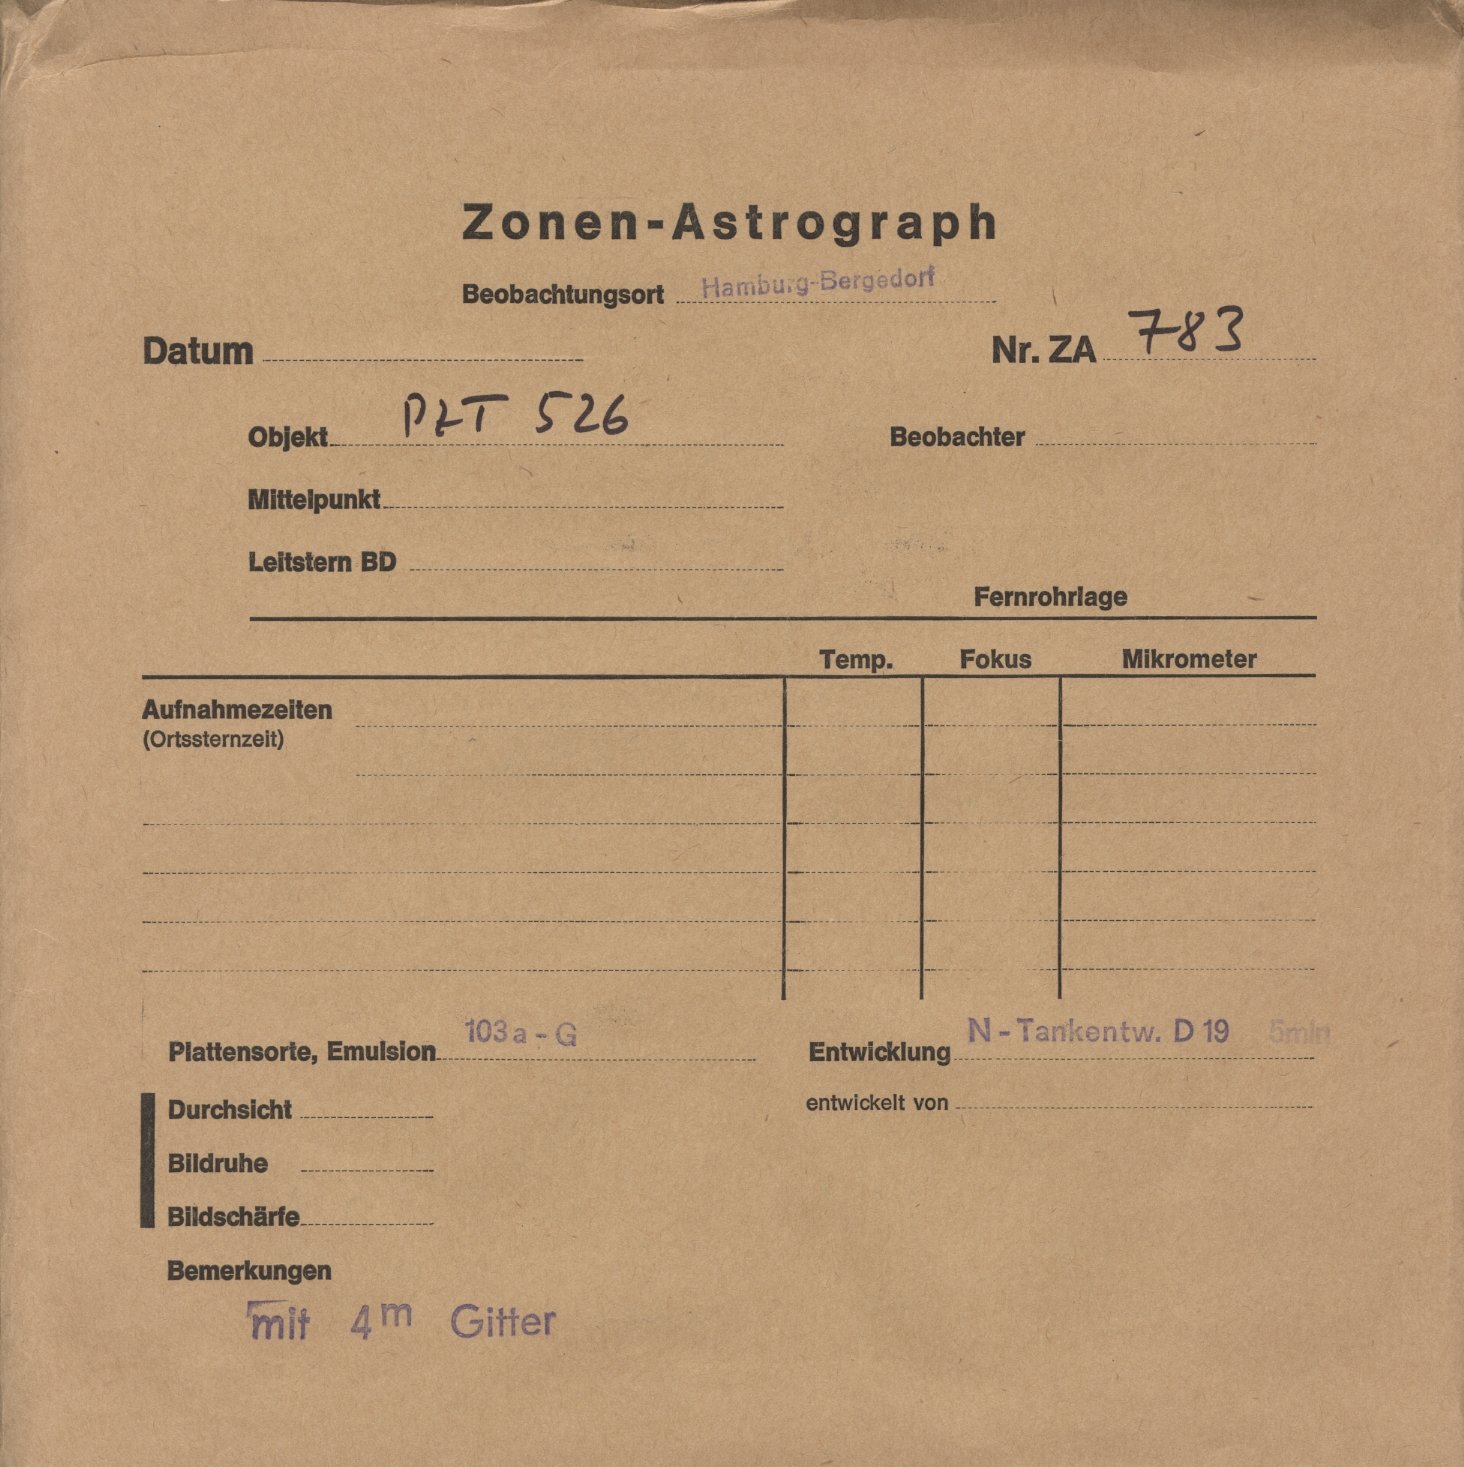 Zonen-Astrograph
Beobachtungsort Hamburg-Bergedorf
Datum Nr. ZA 783
Objekt PLT 526 Beobachter
Mittelpunkt
Leitstern BD
Fernrohrlage
Temp. Fokus Mikrometer
Aufnahmezeiten
(Ortssternzeit)
Plattensorte, Emulsion 103a-G Entwicklung N-Tankentw. D 19 5min
Durchsicht entwickelt von
Bildruhe
Bildschärfe
Bemerkungen
mit 4m Gitter